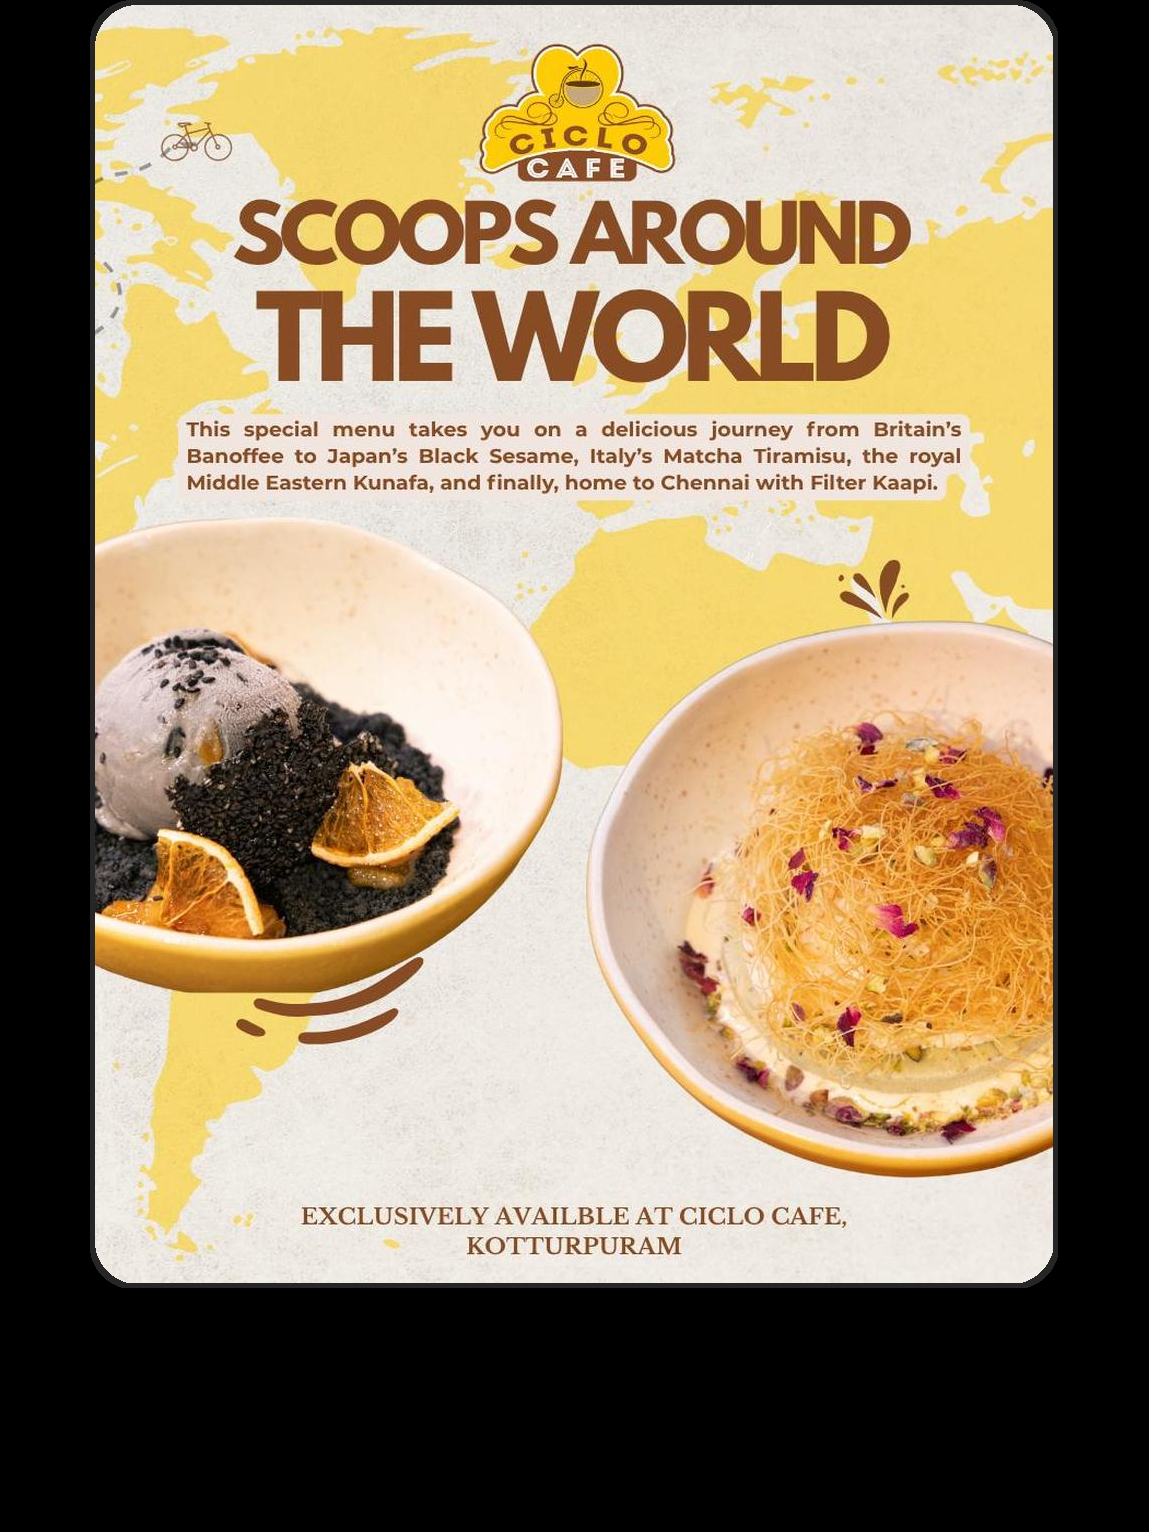 CICLO
CAFE
SCOOPS AROUND
THE WORLD
This special menu takes you on a delicious journey from Britain’s
Banoffee to Japan’s Black Sesame, Italy’s Matcha Tiramisu, the royal
Middle Eastern Kunafa, and finally, home to Chennai with Filter Kaapi.
EXCLUSIVELY AVAILBLE AT CICLO CAFE,
KOTTURPURAM